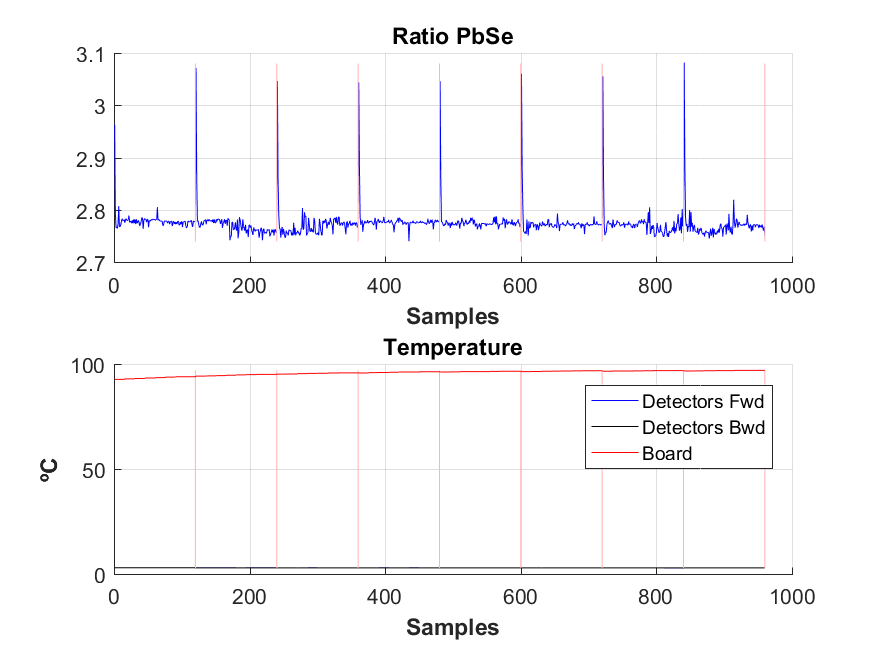 Ratio PbSe
3.1
3
2.9
2.8
2.7
0 200 400 600 800 1000
Samples
Temperature
100
50
0
ºC
Detectors Fwd
Detectors Bwd
Board
0 200 400 600 800 1000
Samples